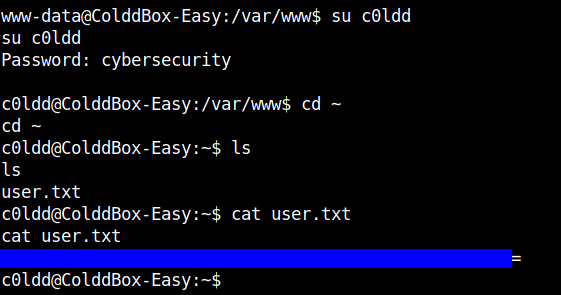 www-data@ColddBox-Easy:/var/www$ su c0ldd
su c0ldd
Password: cybersecurity
c0ldd@ColddBox-Easy:/var/www$ cd ~
cd ~
c0ldd@ColddBox-Easy:~$ ls
ls
user.txt
c0ldd@ColddBox-Easy:~$ cat user.txt
cat user.txt
=
c0ldd@ColddBox-Easy:~$